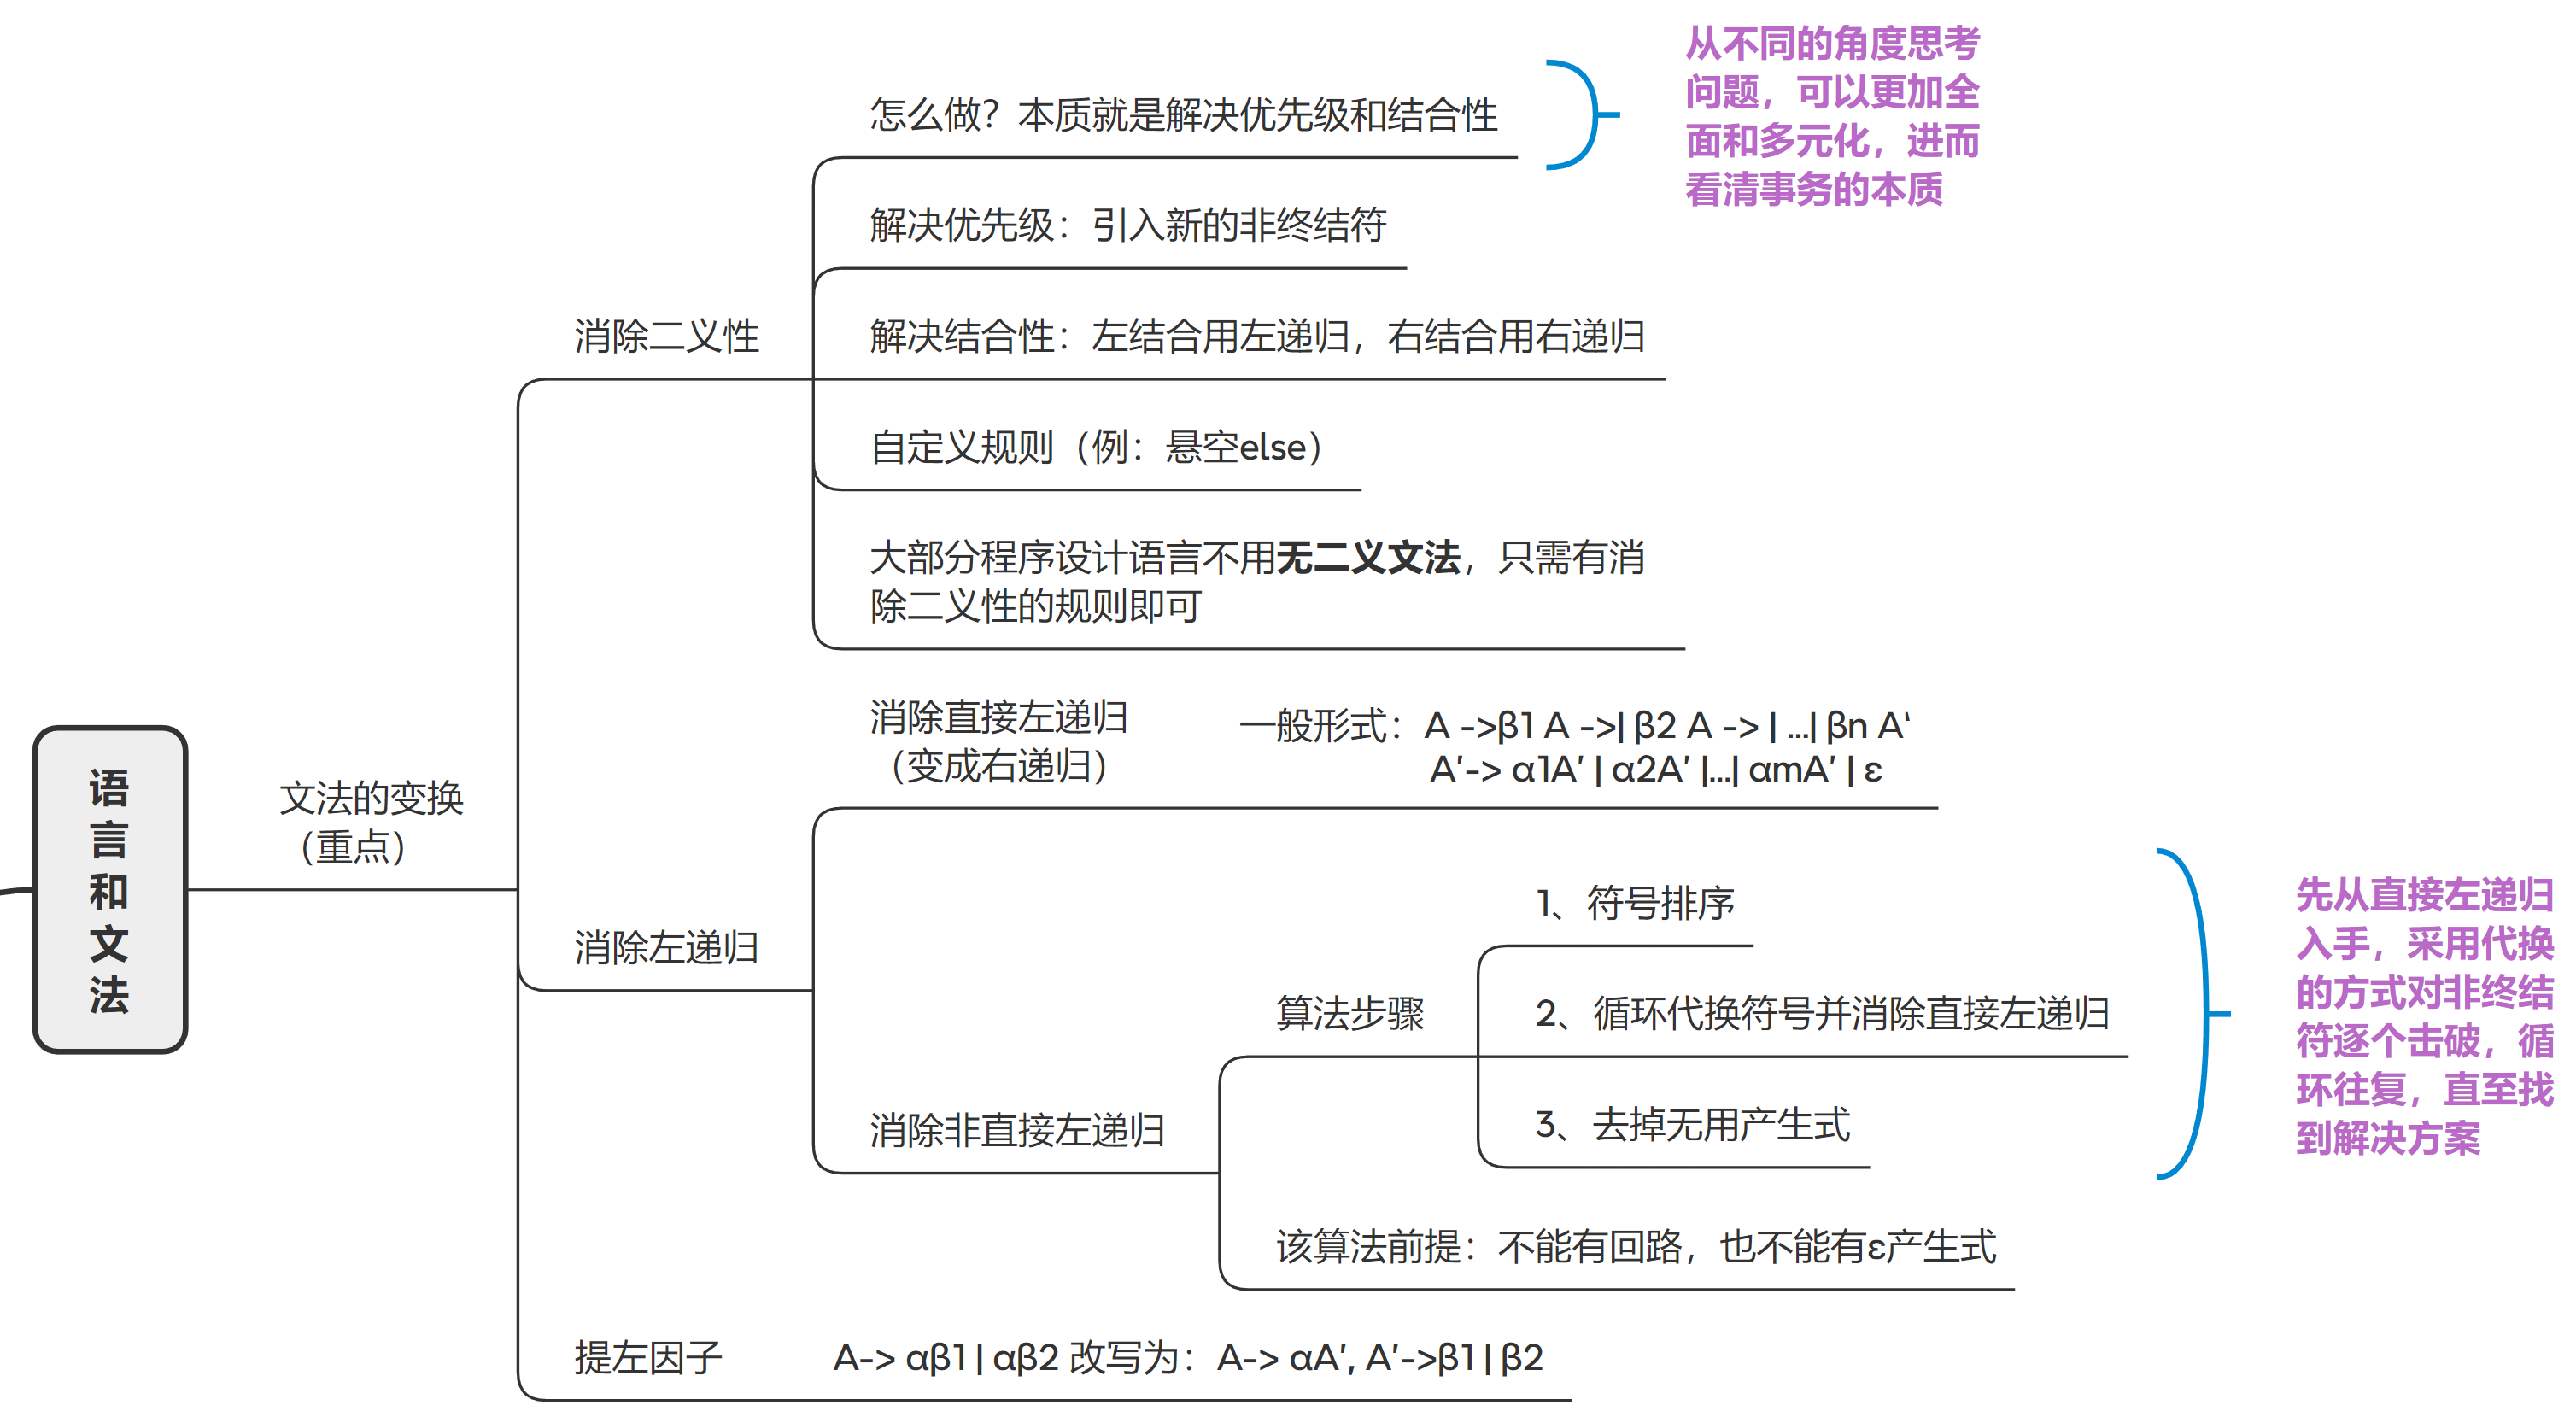 从不同的角度思考
问题，可以更加全
面和多元化，进而
看清事务的本质
怎么做？本质就是解决优先级和结合性
解决优先级：引入新的非终结符
消除二义性
解决结合性：左结合用左递归，右结合用右递归
自定义规则（例：悬空else）
大部分程序设计语言不用无二义文法，只需有消
除二义性的规则即可
语
言
和
文
法
文法的变换
（重点）
消除直接左递归
（变成右递归）
一般形式：A ->β1 A ->| β2 A -> | ...| βn A‘
A’-> α1A’ | α2A’ |...| αmA’ | ε
消除左递归
消除非直接左递归
算法步骤
1、符号排序
2、循环代换符号并消除直接左递归
3、去掉无用产生式
先从直接左递归
入手，采用代换
的方式对非终结
符逐个击破，循
环往复，直至找
到解决方案
该算法前提：不能有回路，也不能有ε产生式
提左因子
A-> αβ1 | αβ2 改写为：A-> αA’, A’->β1 | β2